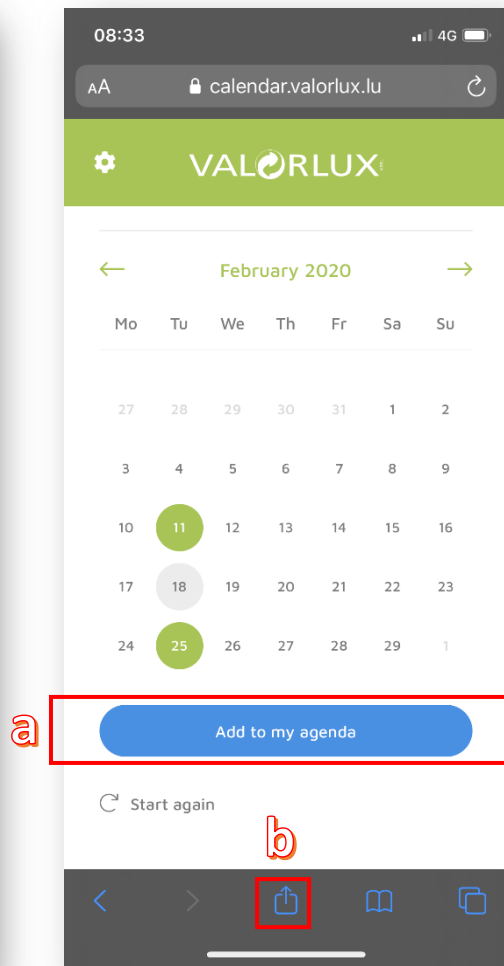 08:33 4G
AA calendar.valorlux.lu
VALORLUX
February 2020
Mo Tu We Th Fr Sa Su
27 28 29 30 31 1 2
3 4 5 6 7 8 9
10 11 12 13 14 15 16
17 18 19 20 21 22 23
24 25 26 27 28 29 1
a
Add to my agenda
Start again
b